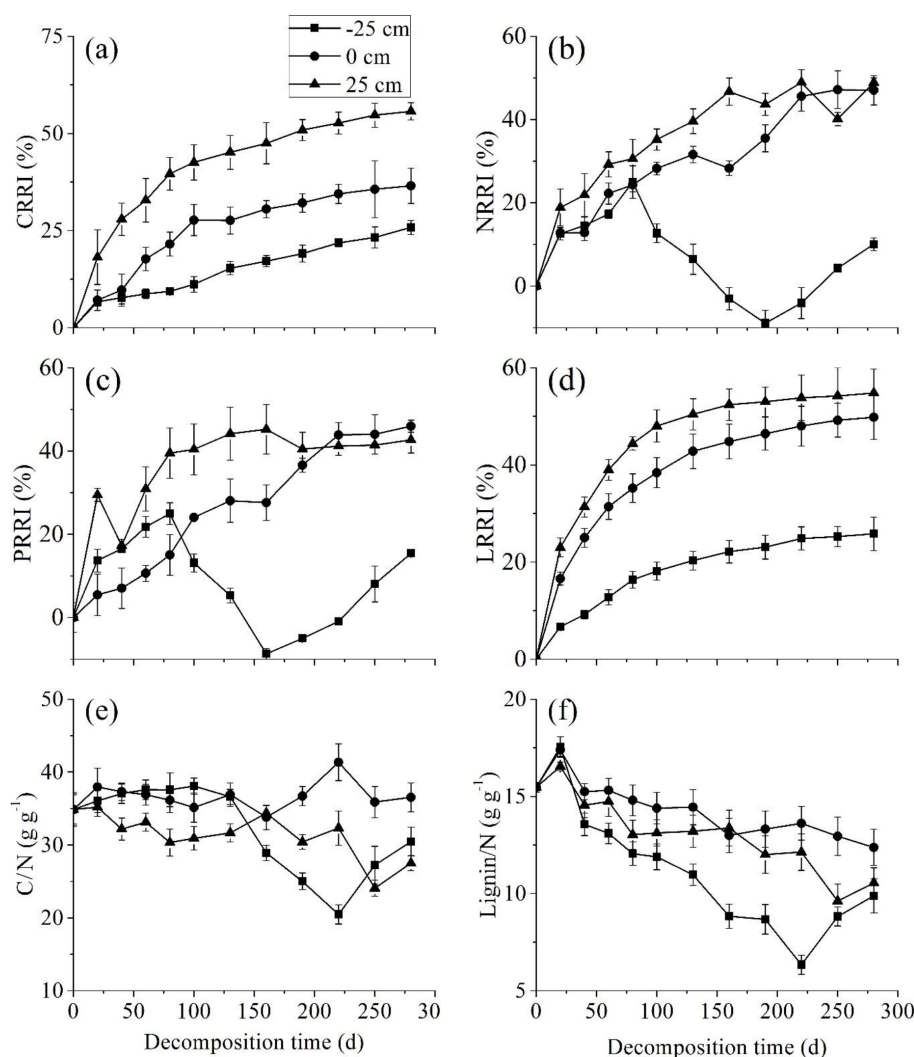 (a)
-25 cm
0 cm
25 cm
CRRI (%)
75
50
25
0
(b)
NRRI (%)
60
40
20
0
(c)
PRRI (%)
60
40
20
0
(d)
LRRI (%)
60
40
20
0
(e)
C/N (g g⁻¹)
50
40
30
20
10
0 50 100 150 200 250 30
Decomposition time (d)
(f)
Lignin/N (g g⁻¹)
20
15
10
5
0 50 100 150 200 250 300
Decomposition time (d)